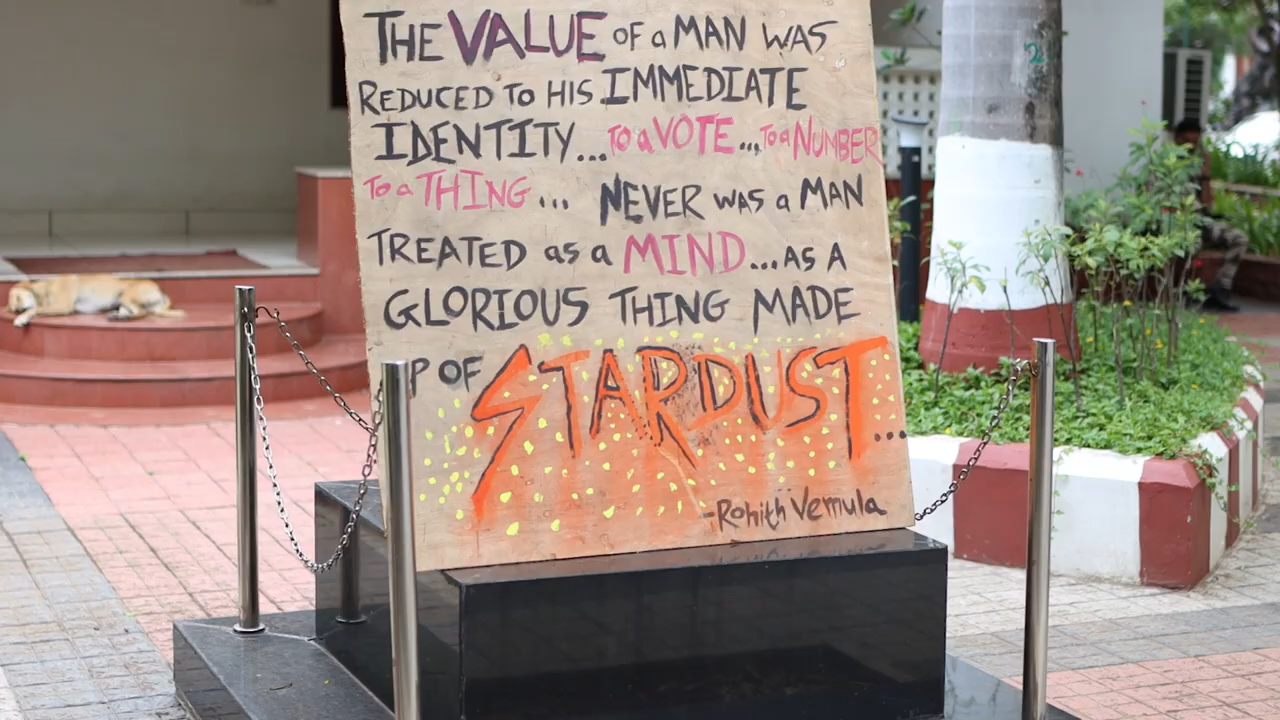 THE VALUE OF a MAN WAS
REDUCED TO HIS IMMEDIATE
IDENTITY... TO a VOTE... TO a NUMBER
TO a THING... NEVER WAS a MAN
TREATED as a MIND... AS A
GLORIOUS THING MADE
P OF STARDUST...
-Rohith Vemula
2